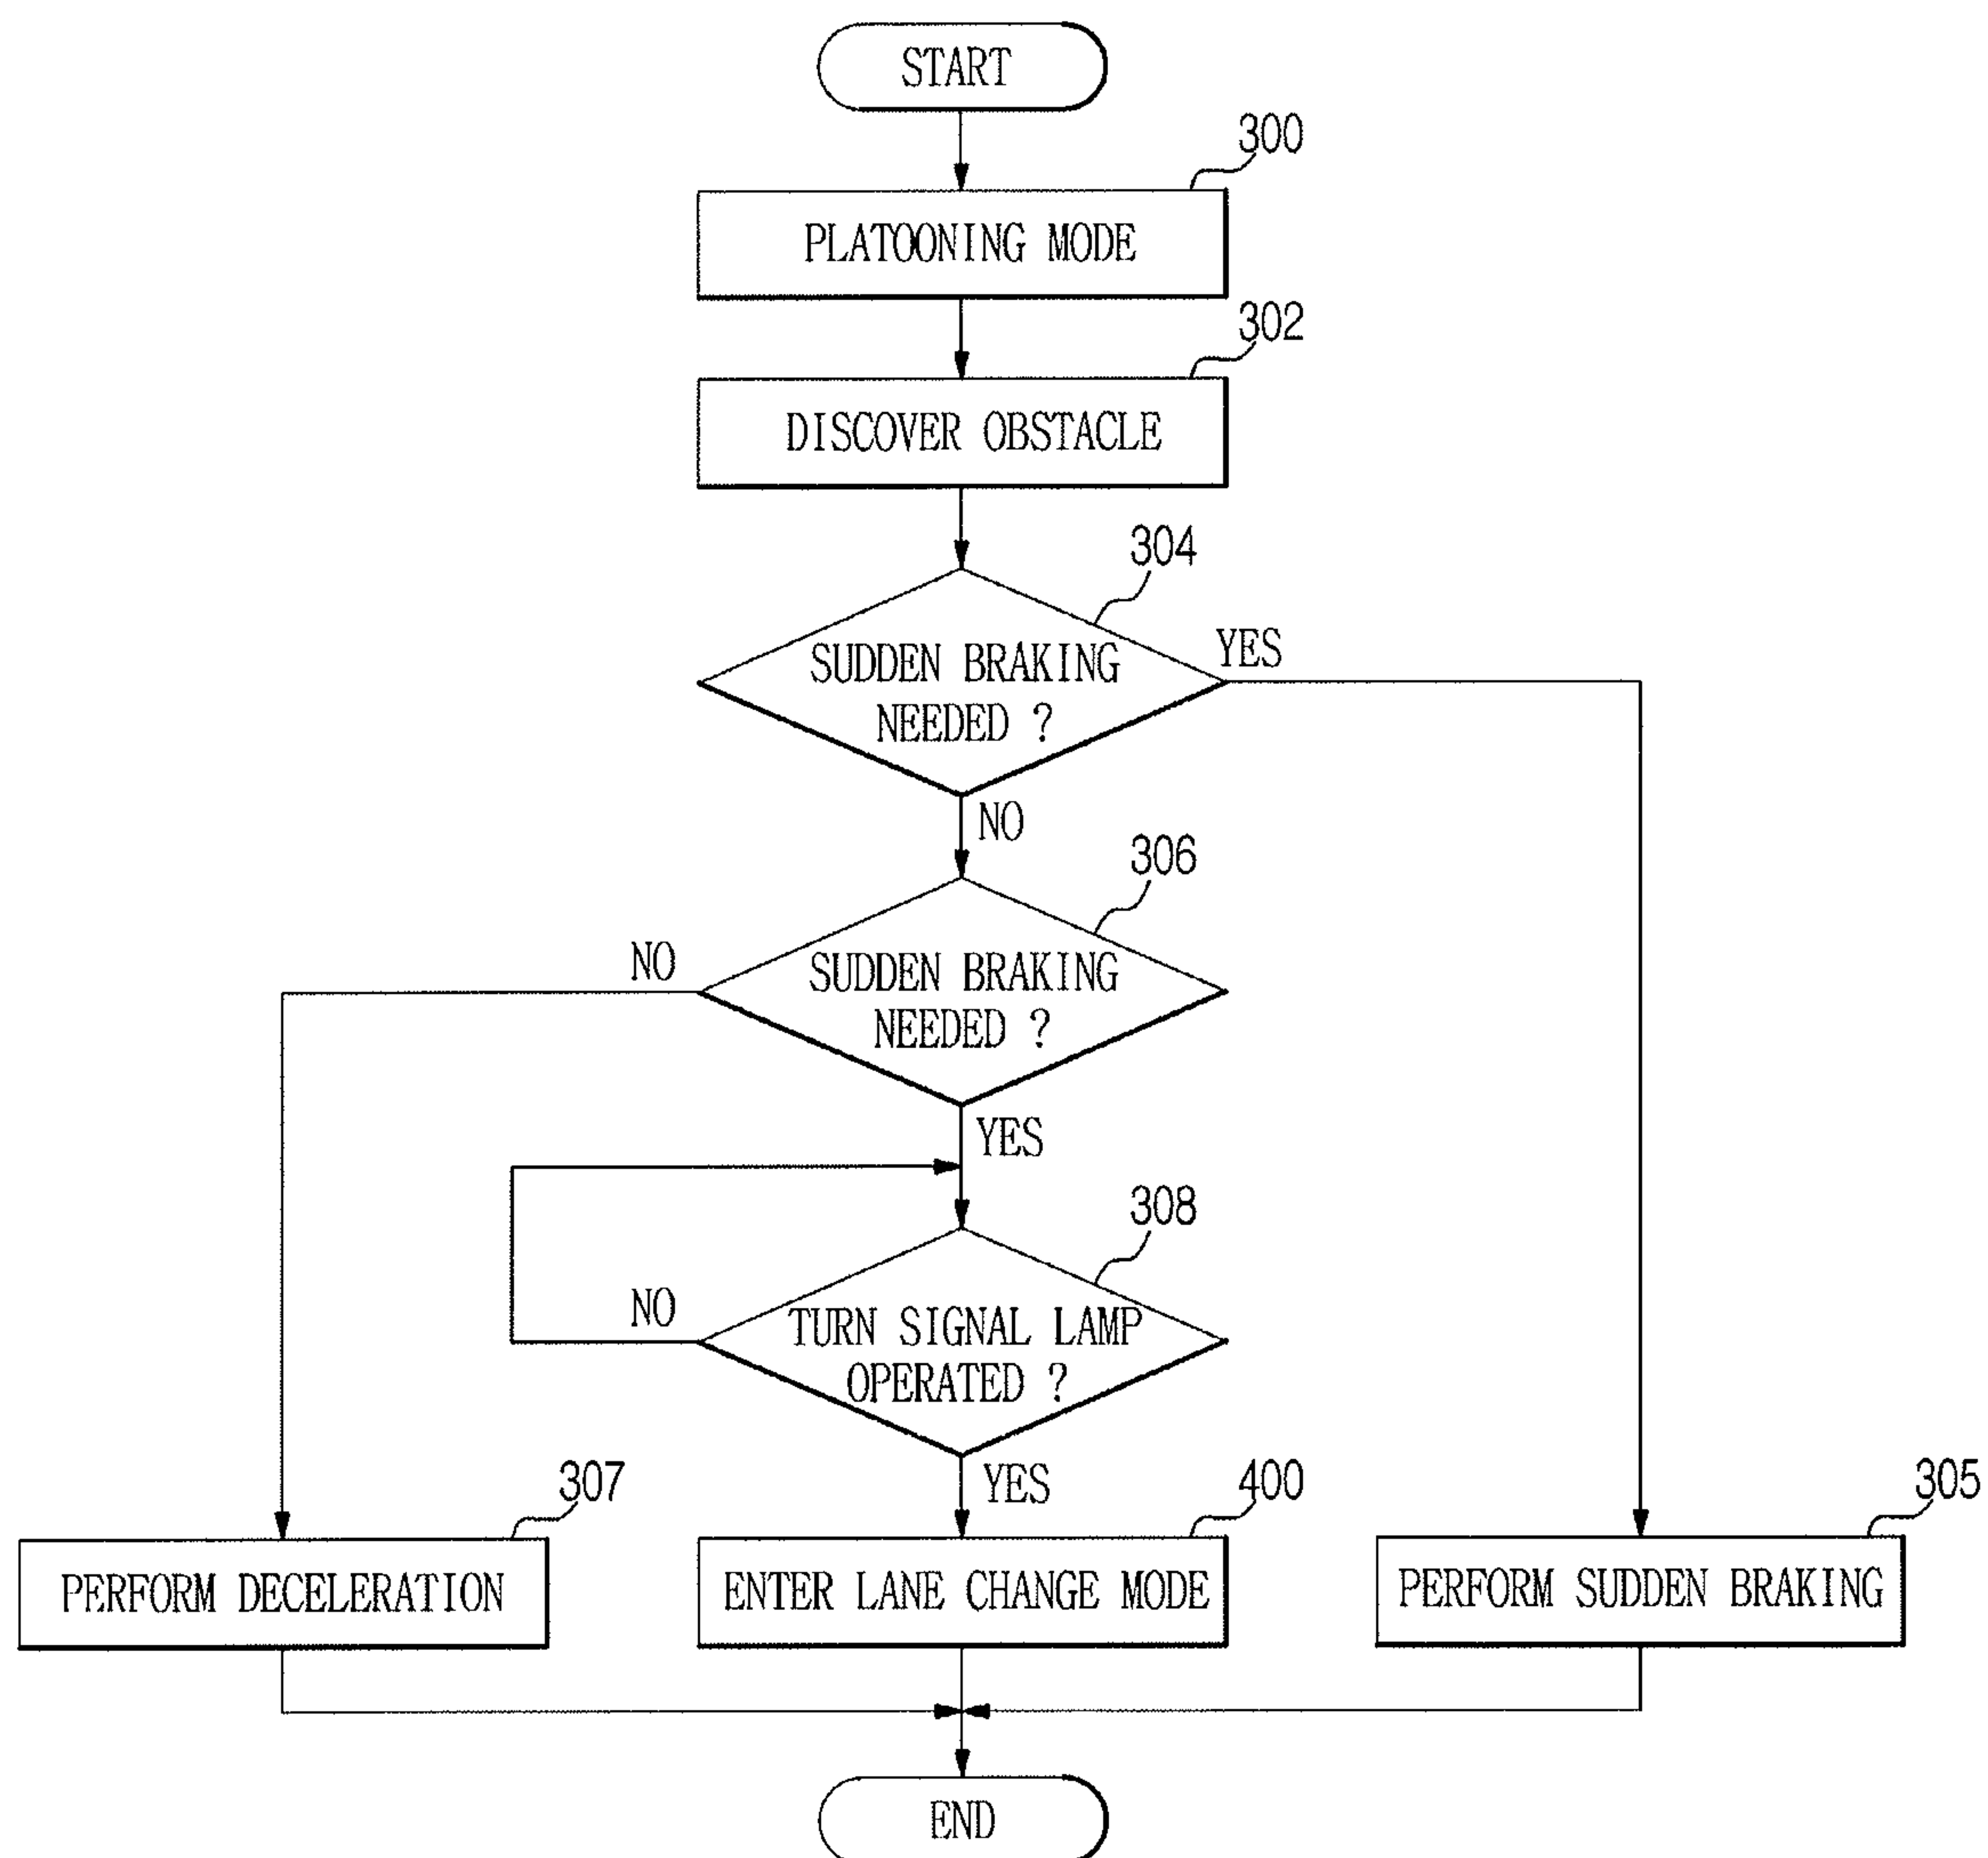 START
300
PLATOONING MODE
302
DISCOVER OBSTACLE
304
SUDDEN BRAKING
NEEDED ?
YES
NO
306
SUDDEN BRAKING
NEEDED ?
NO
YES
308
TURN SIGNAL LAMP
OPERATED ?
NO
YES
307
PERFORM DECELERATION
400
ENTER LANE CHANGE MODE
305
PERFORM SUDDEN BRAKING
END